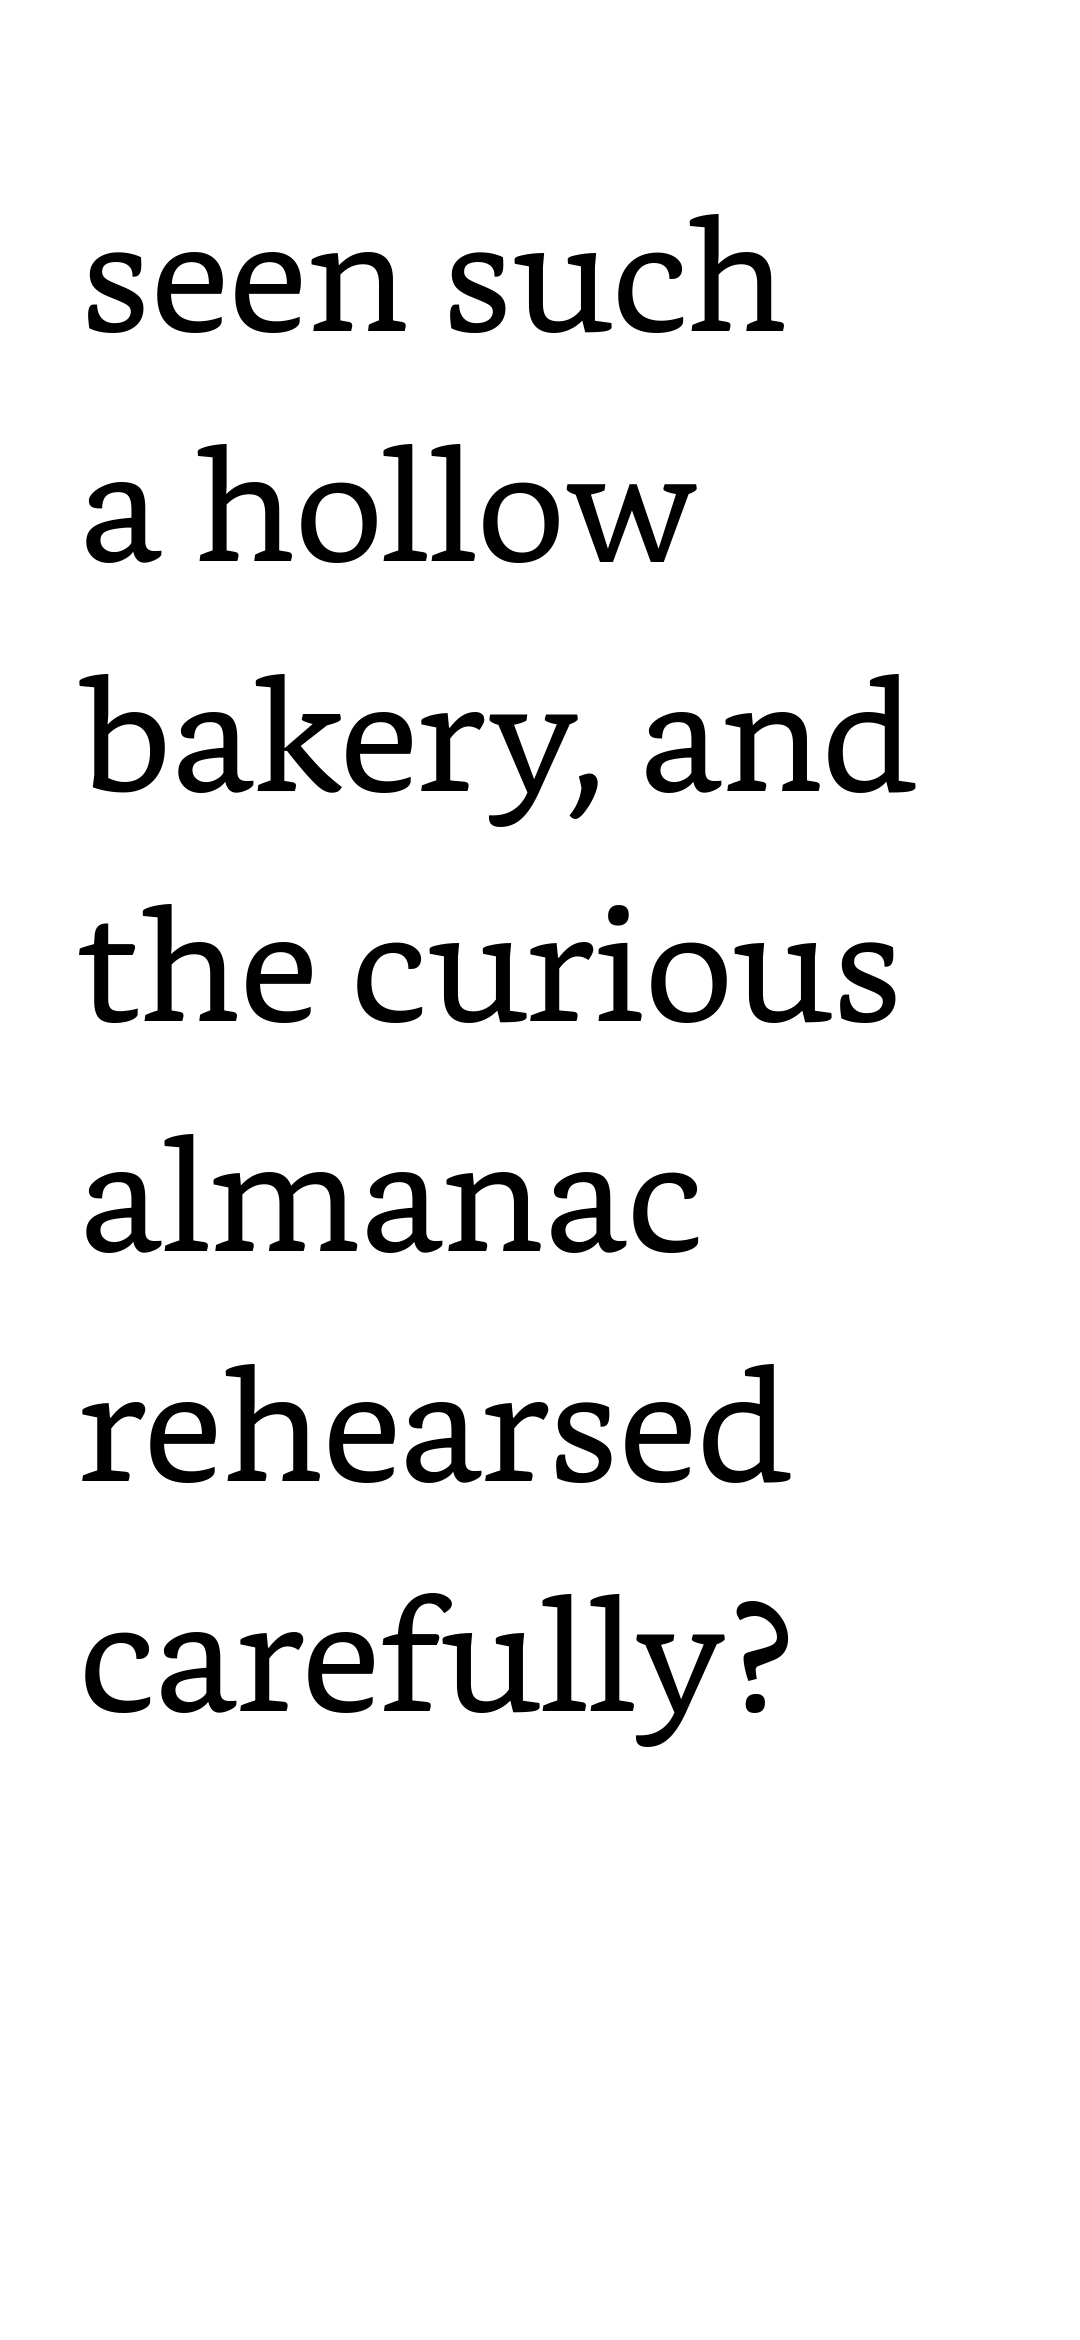 seen such
a hollow
bakery, and
the curious
almanac
rehearsed
carefully?